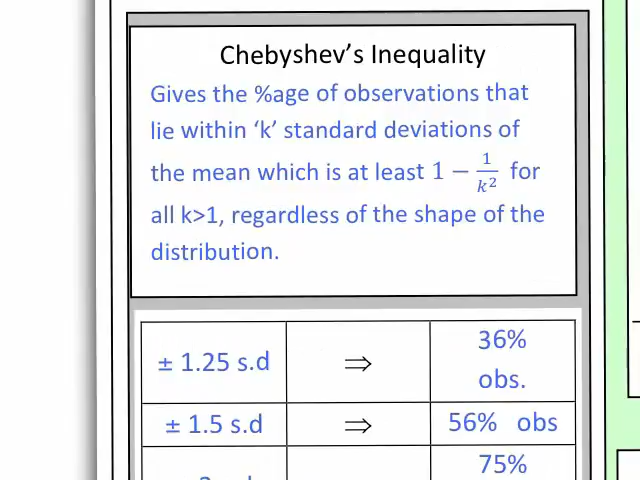 Chebyshev’s Inequality
Gives the %age of observations that
lie within ‘k’ standard deviations of
the mean which is at least 1 − 1/k² for
all k>1, regardless of the shape of the
distribution.
± 1.25 s.d ⇒ 36% obs.
± 1.5 s.d ⇒ 56% obs
75%